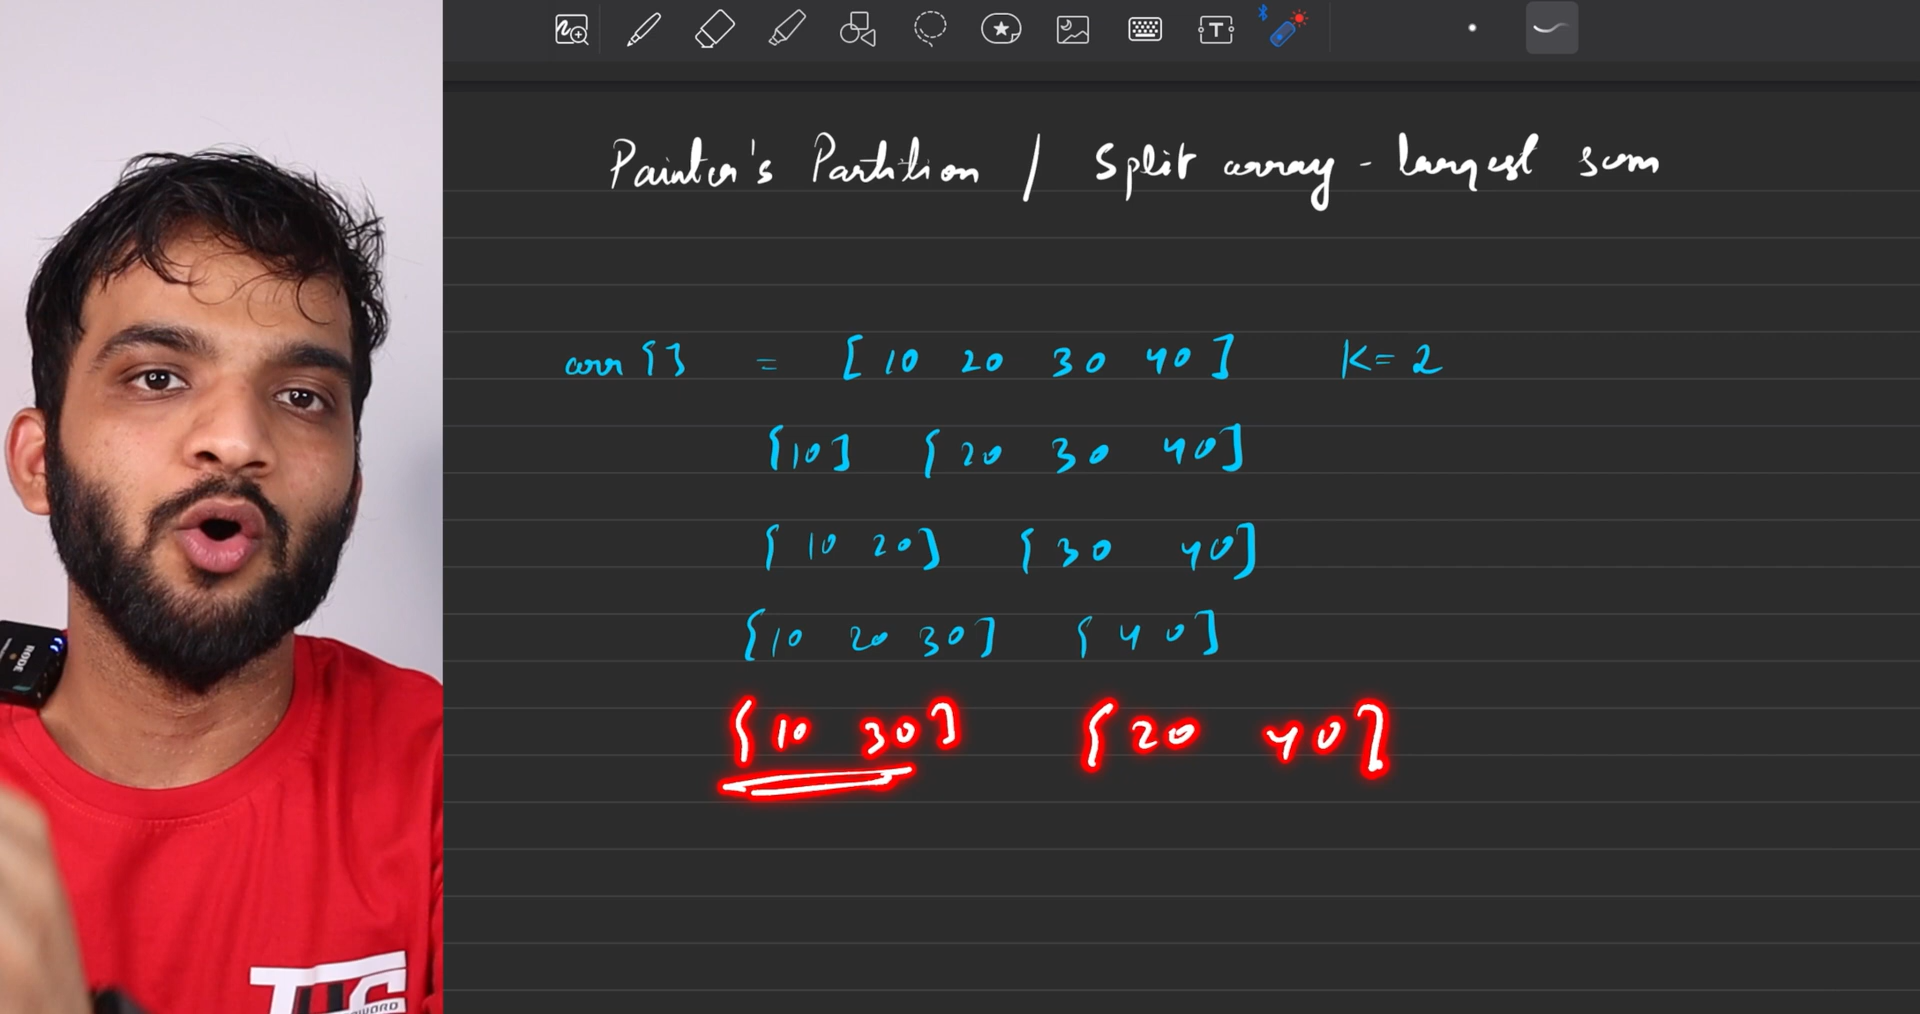 Painter's Partition / Split array - largest sum
arr [] = [ 10 20 30 40 ] K = 2
[10] [ 20 30 40 ]
[ 10 20 ] [ 30 40 ]
[10 20 30 ] [ 40 ]
[ 10 30 ] [ 20 40 ]
RODE